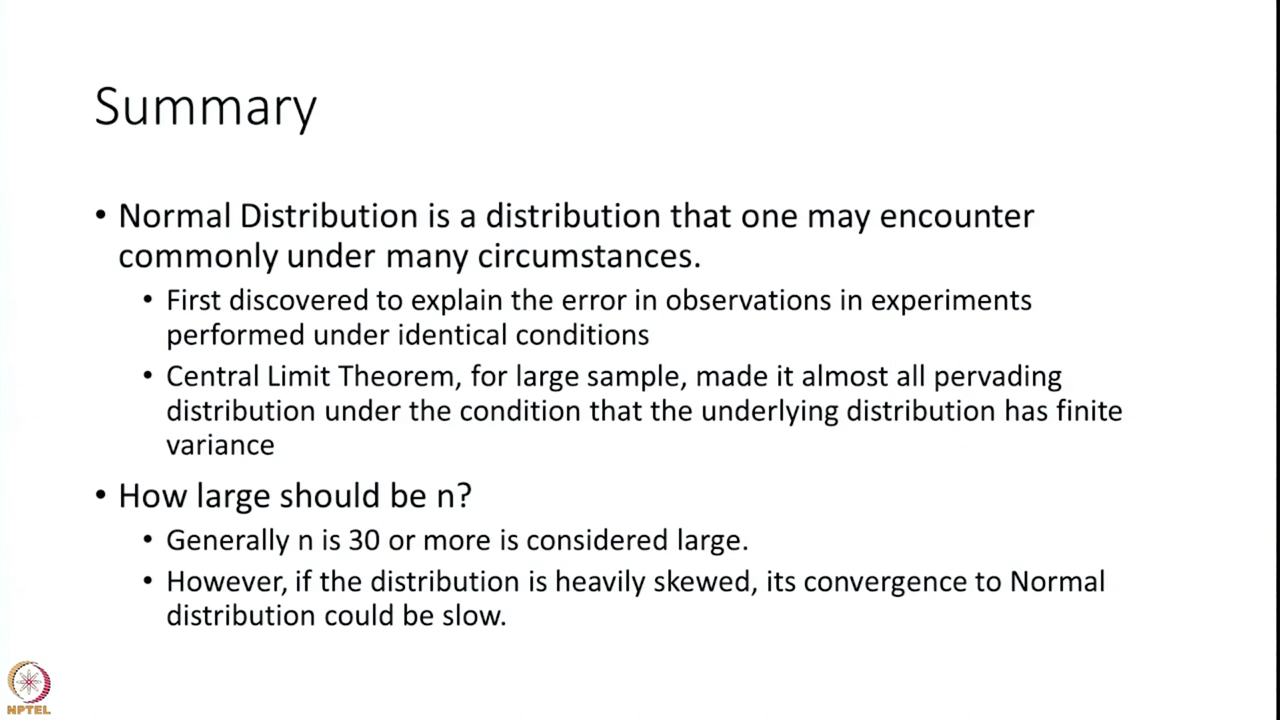 Summary
• Normal Distribution is a distribution that one may encounter
commonly under many circumstances.
• First discovered to explain the error in observations in experiments
performed under identical conditions
• Central Limit Theorem, for large sample, made it almost all pervading
distribution under the condition that the underlying distribution has finite
variance
• How large should be n?
• Generally n is 30 or more is considered large.
• However, if the distribution is heavily skewed, its convergence to Normal
distribution could be slow.
NPTEL